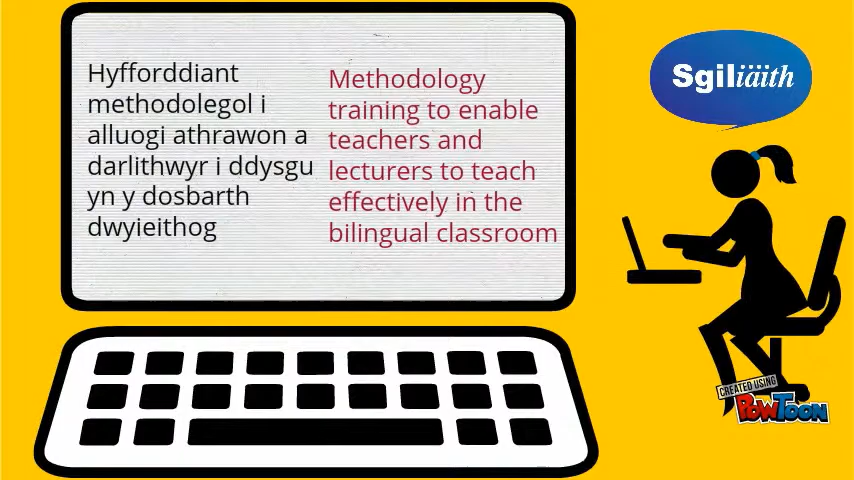 Hyfforddiant
methodolegol i
alluogi athrawon a
darlithwyr i ddysgu
yn y dosbarth
dwyieithog
Methodology
training to enable
teachers and
lecturers to teach
effectively in the
bilingual classroom
Sgiliäïth
CREATED USING
POWTOON